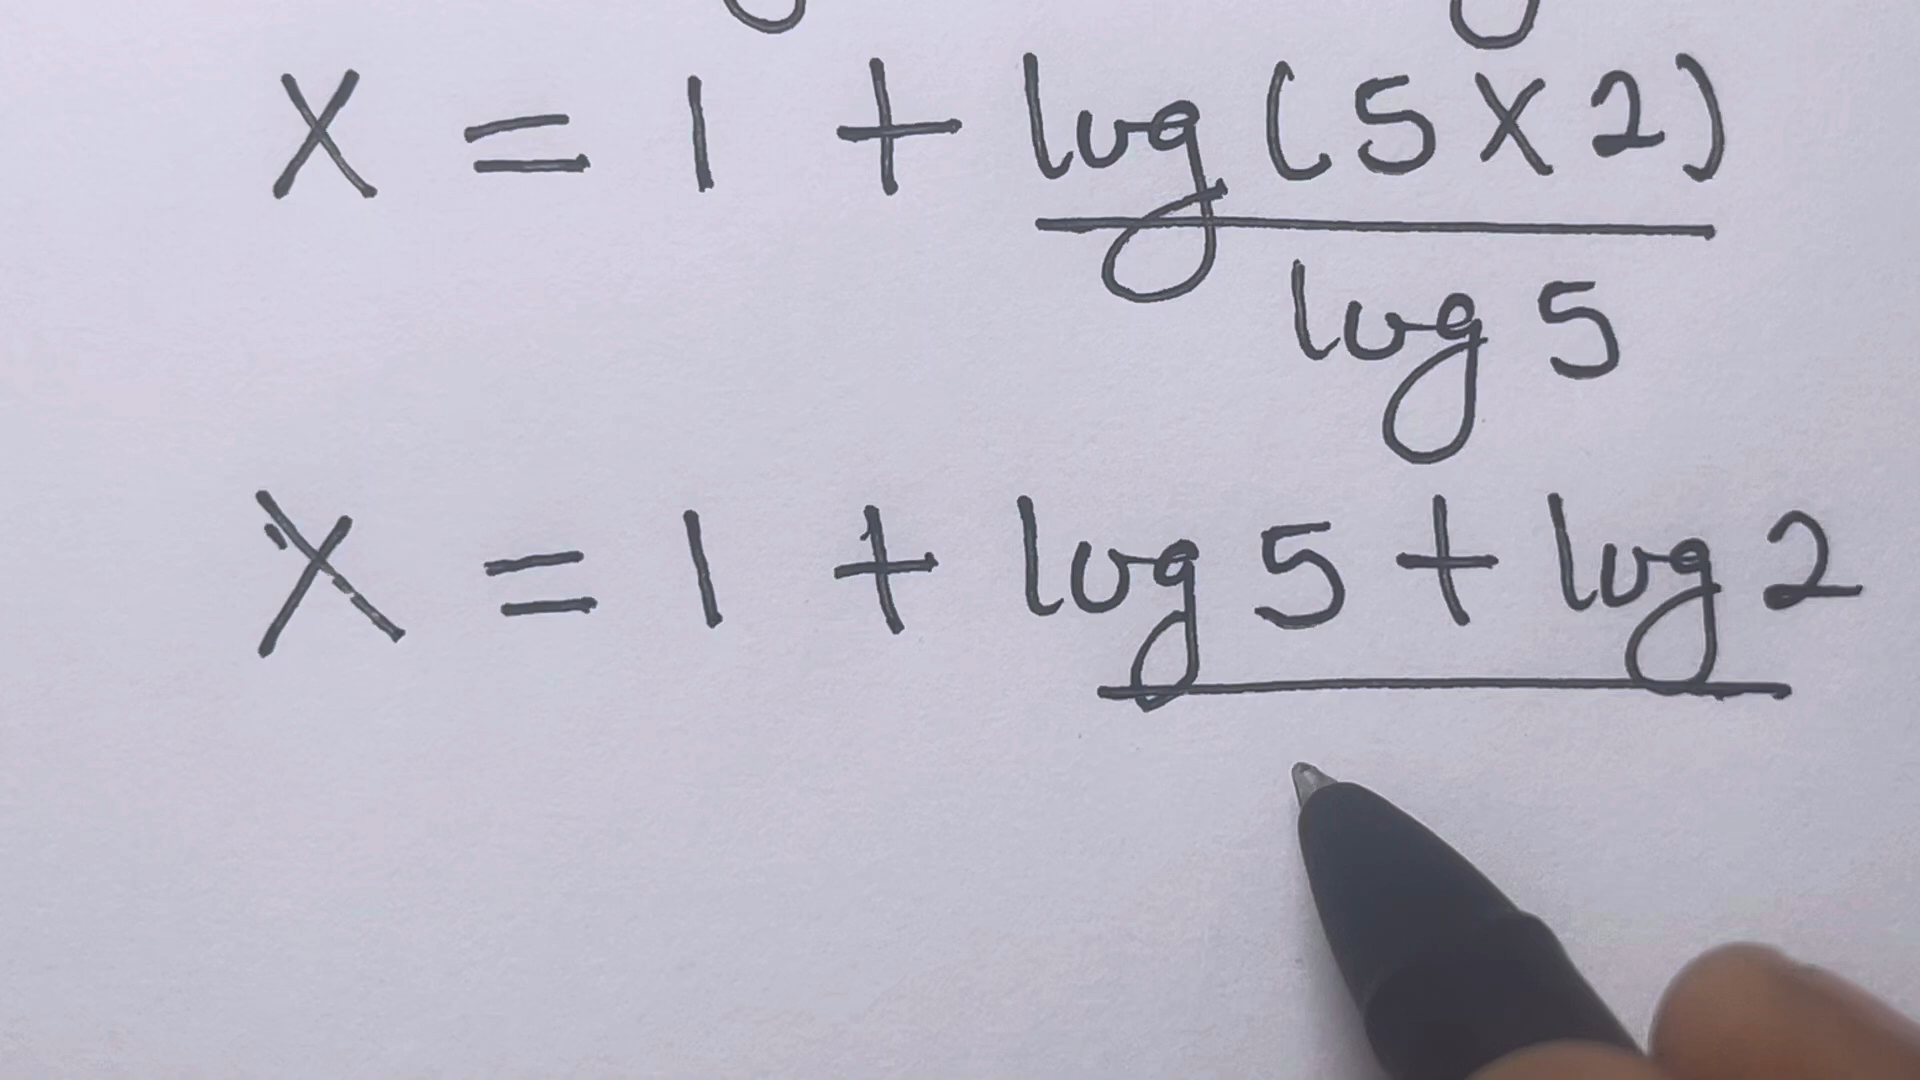 X = 1 + log (5 X 2)
log 5
X = 1 + log 5 + log 2